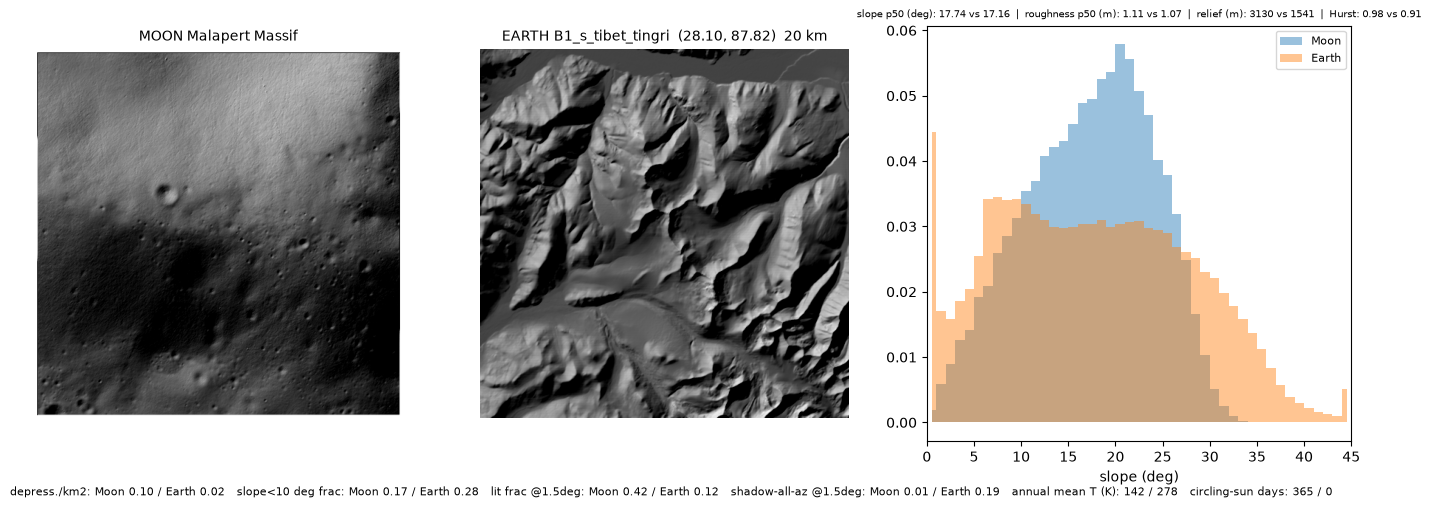 slope p50 (deg): 17.74 vs 17.16 | roughness p50 (m): 1.11 vs 1.07 | relief (m): 3130 vs 1541 | Hurst: 0.98 vs 0.91
MOON Malapert Massif
EARTH B1_s_tibet_tingri (28.10, 87.82) 20 km
Moon
Earth
0.06
0.05
0.04
0.03
0.02
0.01
0.00
0 5 10 15 20 25 30 35 40 45
slope (deg)
depress./km2: Moon 0.10 / Earth 0.02 slope<10 deg frac: Moon 0.17 / Earth 0.28 lit frac @1.5deg: Moon 0.42 / Earth 0.12 shadow-all-az @1.5deg: Moon 0.01 / Earth 0.19 annual mean T (K): 142 / 278 circling-sun days: 365 / 0